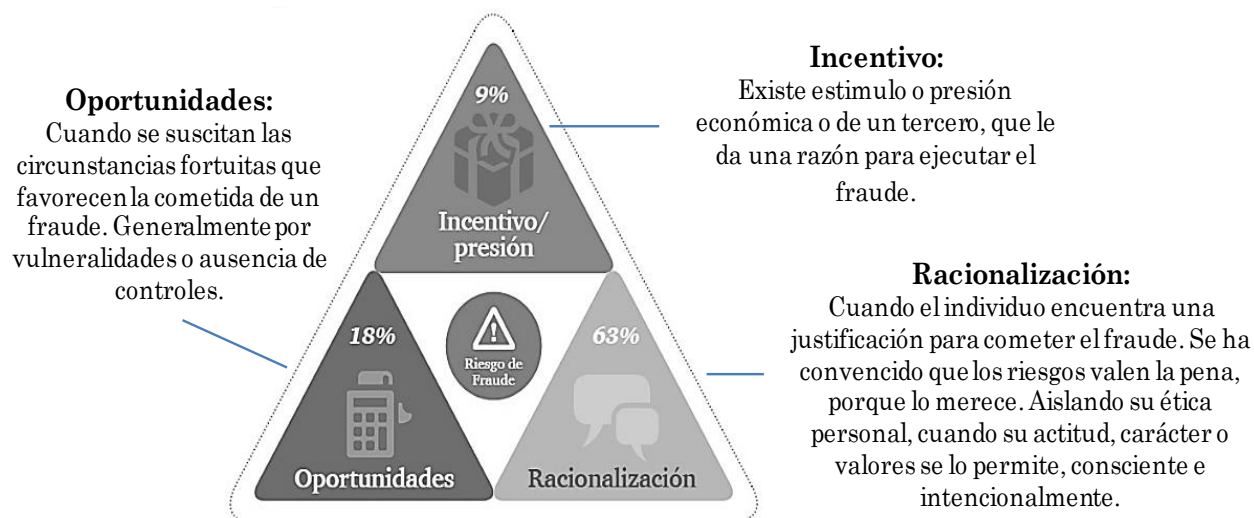 Oportunidades:
Cuando se suscitan las
circunstancias fortuitas que
favorecen la cometida de un
fraude. Generalmente por
vulneralidades o ausencia de
controles.
9%
Incentivo/
presión
18%
Oportunidades
Riesgo de
Fraude
63%
Racionalización
Incentivo:
Existe estimulo o presión
económica o de un tercero, que le
da una razón para ejecutar el
fraude.
Racionalización:
Cuando el individuo encuentra una
justificación para cometer el fraude. Se ha
convencido que los riesgos valen la pena,
porque lo merece. Aislando su ética
personal, cuando su actitud, carácter o
valores se lo permite, consciente e
intencionalmente.